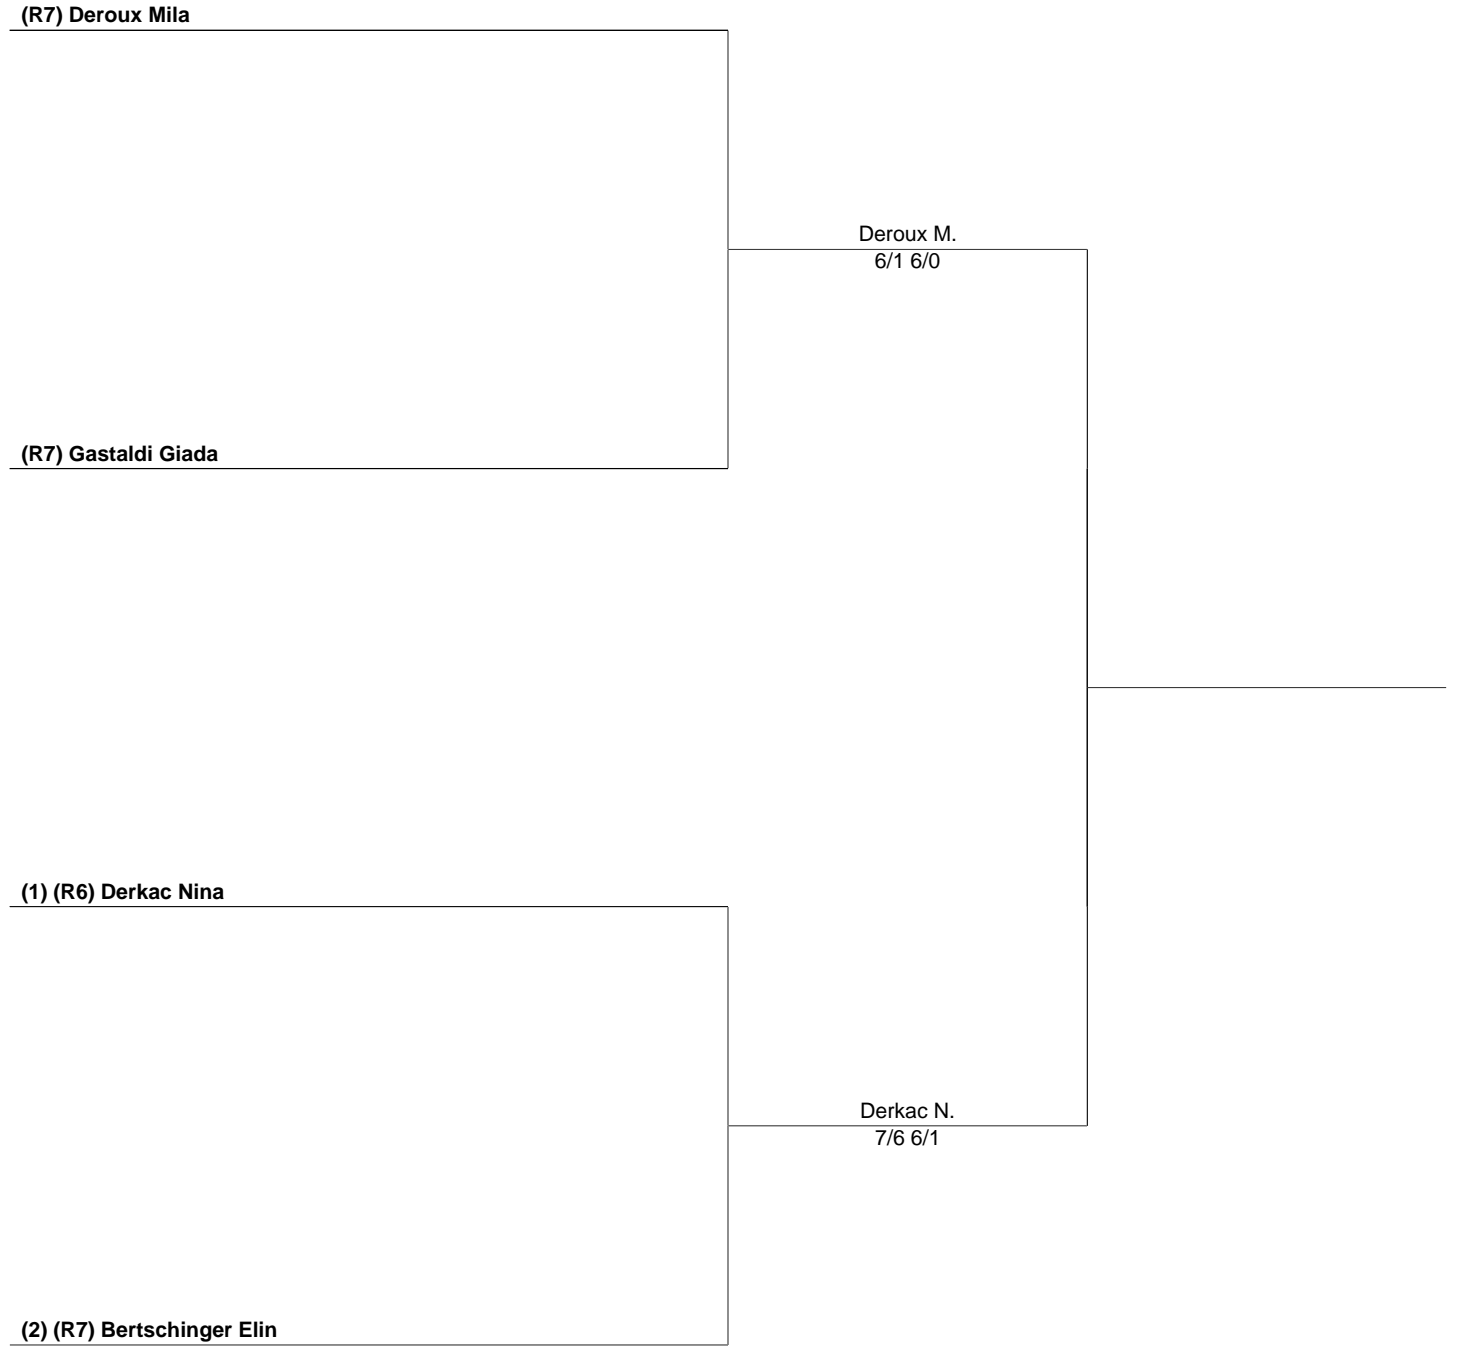 (R7) Deroux Mila
Deroux M.
6/1 6/0
(R7) Gastaldi Giada
(1) (R6) Derkac Nina
Derkac N.
7/6 6/1
(2) (R7) Bertschinger Elin